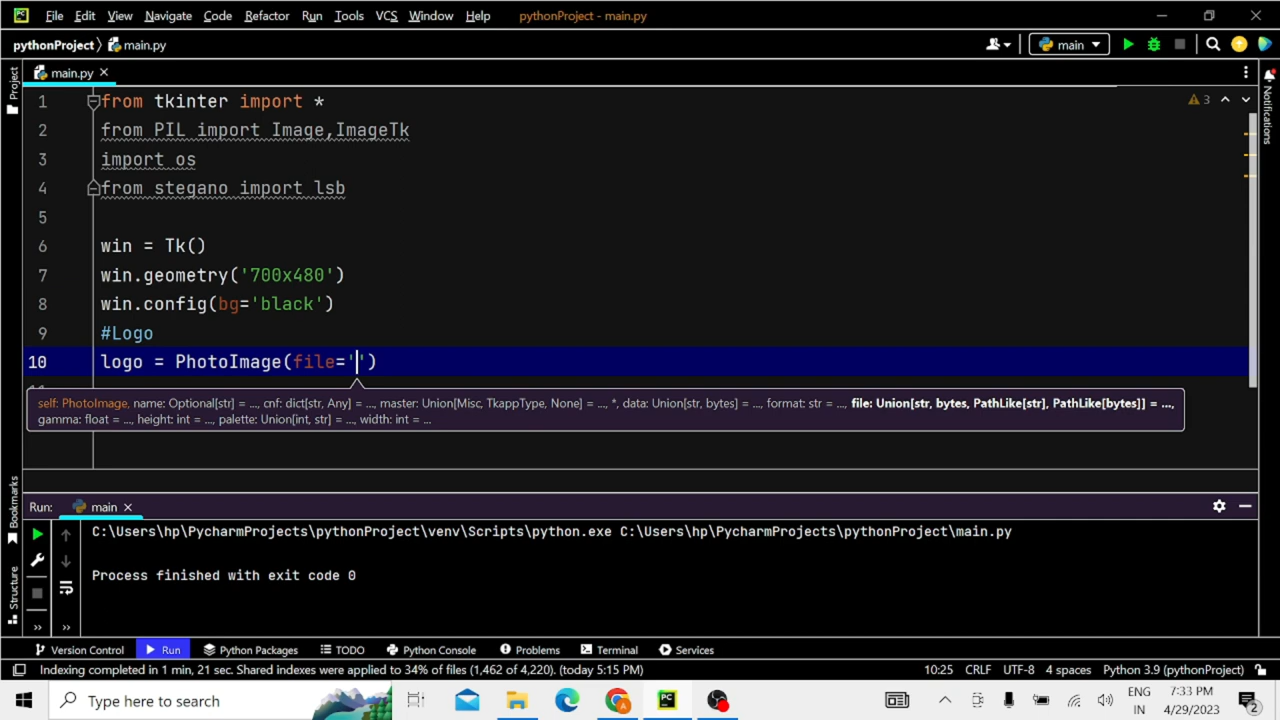 File Edit View Navigate Code Refactor Run Tools VCS Window Help pythonProject - main.py
pythonProject main.py main
main.py
Project
Notifications
3
1 from tkinter import *
2 from PIL import Image,ImageTk
3 import os
4 from stegano import lsb
5
6 win = Tk()
7 win.geometry('700x480')
8 win.config(bg='black')
9 #Logo
10 logo = PhotoImage(file='')
self: PhotoImage, name: Optional[str] = ..., cnf: dict[str, Any] = ..., master: Union[Misc, TkappType, None] = ..., *, data: Union[str, bytes] = ..., format: str = ..., file: Union[str, bytes, PathLike[str], PathLike[bytes]] = ...,
gamma: float = ..., height: int = ..., palette: Union[int, str] = ..., width: int = ...
Bookmarks
Structure
Run: main
C:\Users\hp\PycharmProjects\pythonProject\venv\Scripts\python.exe C:\Users\hp\PycharmProjects\pythonProject\main.py
Process finished with exit code 0
Version Control Run Python Packages TODO Python Console Problems Terminal Services
Indexing completed in 1 min, 21 sec. Shared indexes were applied to 34% of files (1,462 of 4,220). (today 5:15 PM) 10:25 CRLF UTF-8 4 spaces Python 3.9 (pythonProject)
Type here to search
PC
A
ENG
IN
7:33 PM
4/29/2023
2